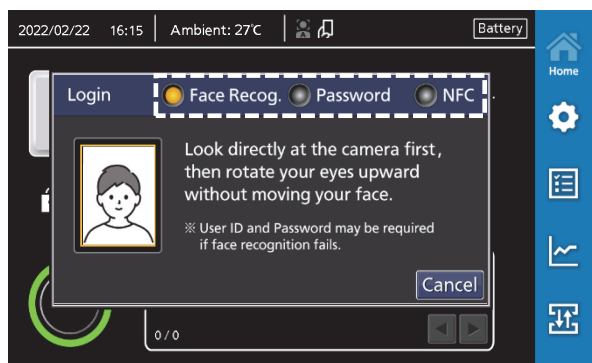 2022/02/22 16:15 Ambient: 27℃ Battery
Home
Login Face Recog. Password NFC
Look directly at the camera first,
then rotate your eyes upward
without moving your face.
※ User ID and Password may be required
if face recognition fails.
Cancel
0/0